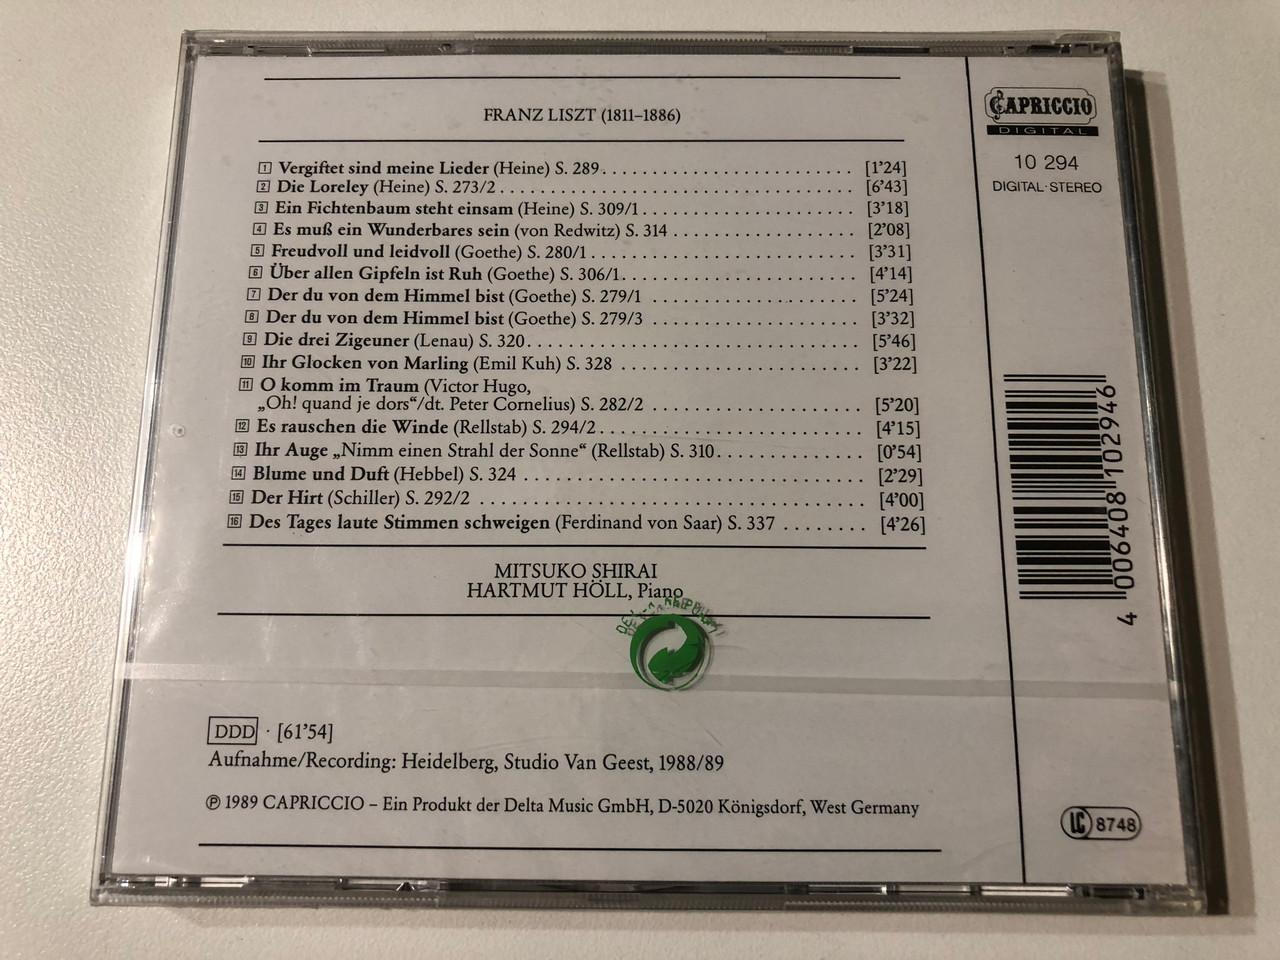 FRANZ LISZT (1811–1886)
1 Vergiftet sind meine Lieder (Heine) S. 289 [1'24]
2 Die Loreley (Heine) S. 273/2 [6'43]
3 Ein Fichtenbaum steht einsam (Heine) S. 309/1 [3'18]
4 Es muß ein Wunderbares sein (von Redwitz) S. 314 [2'08]
5 Freudvoll und leidvoll (Goethe) S. 280/1 [3'31]
6 Über allen Gipfeln ist Ruh (Goethe) S. 306/1 [4'14]
7 Der du von dem Himmel bist (Goethe) S. 279/1 [5'24]
8 Der du von dem Himmel bist (Goethe) S. 279/3 [3'32]
9 Die drei Zigeuner (Lenau) S. 320 [5'46]
10 Ihr Glocken von Marling (Emil Kuh) S. 328 [3'22]
11 O komm im Traum (Victor Hugo,
„Oh! quand je dors“/dt. Peter Cornelius) S. 282/2 [5'20]
12 Es rauschen die Winde (Rellstab) S. 294/2 [4'15]
13 Ihr Auge „Nimm einen Strahl der Sonne“ (Rellstab) S. 310 [0'54]
14 Blume und Duft (Hebbel) S. 324 [2'29]
15 Der Hirt (Schiller) S. 292/2 [4'00]
16 Des Tages laute Stimmen schweigen (Ferdinand von Saar) S. 337 [4'26]
MITSUKO SHIRAI
HARTMUT HÖLL, Piano
DDD · [61'54]
Aufnahme/Recording: Heidelberg, Studio Van Geest, 1988/89
℗ 1989 CAPRICCIO – Ein Produkt der Delta Music GmbH, D-5020 Königsdorf, West Germany
CAPRICCIO
DIGITAL
10 294
DIGITAL·STEREO
4 006408 102946
LC 8748